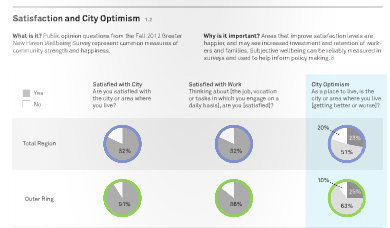 Satisfaction and City Optimism 1.2
What is it? Public opinion questions from the Fall 2012 Greater
New Haven Wellbeing Survey represent common measures of
community strength and happiness.
Why is it important? Areas that improve satisfaction levels are
happier, and may see increased investment and retention of work-
ers and families. Subjective wellbeing can be reliably measured in
surveys and used to help inform policy making.
Yes
No
Satisfied with City
Are you satisfied with
the city or area where
you live?
Satisfied with Work
Thinking about [the job, vocation
or tasks in which you engage on a
daily basis], are you [satisfied]?
City Optimism
As a place to live, is the
city or area where you live
[getting better or worse]?
Total Region
20%
51%
Outer Ring
10%